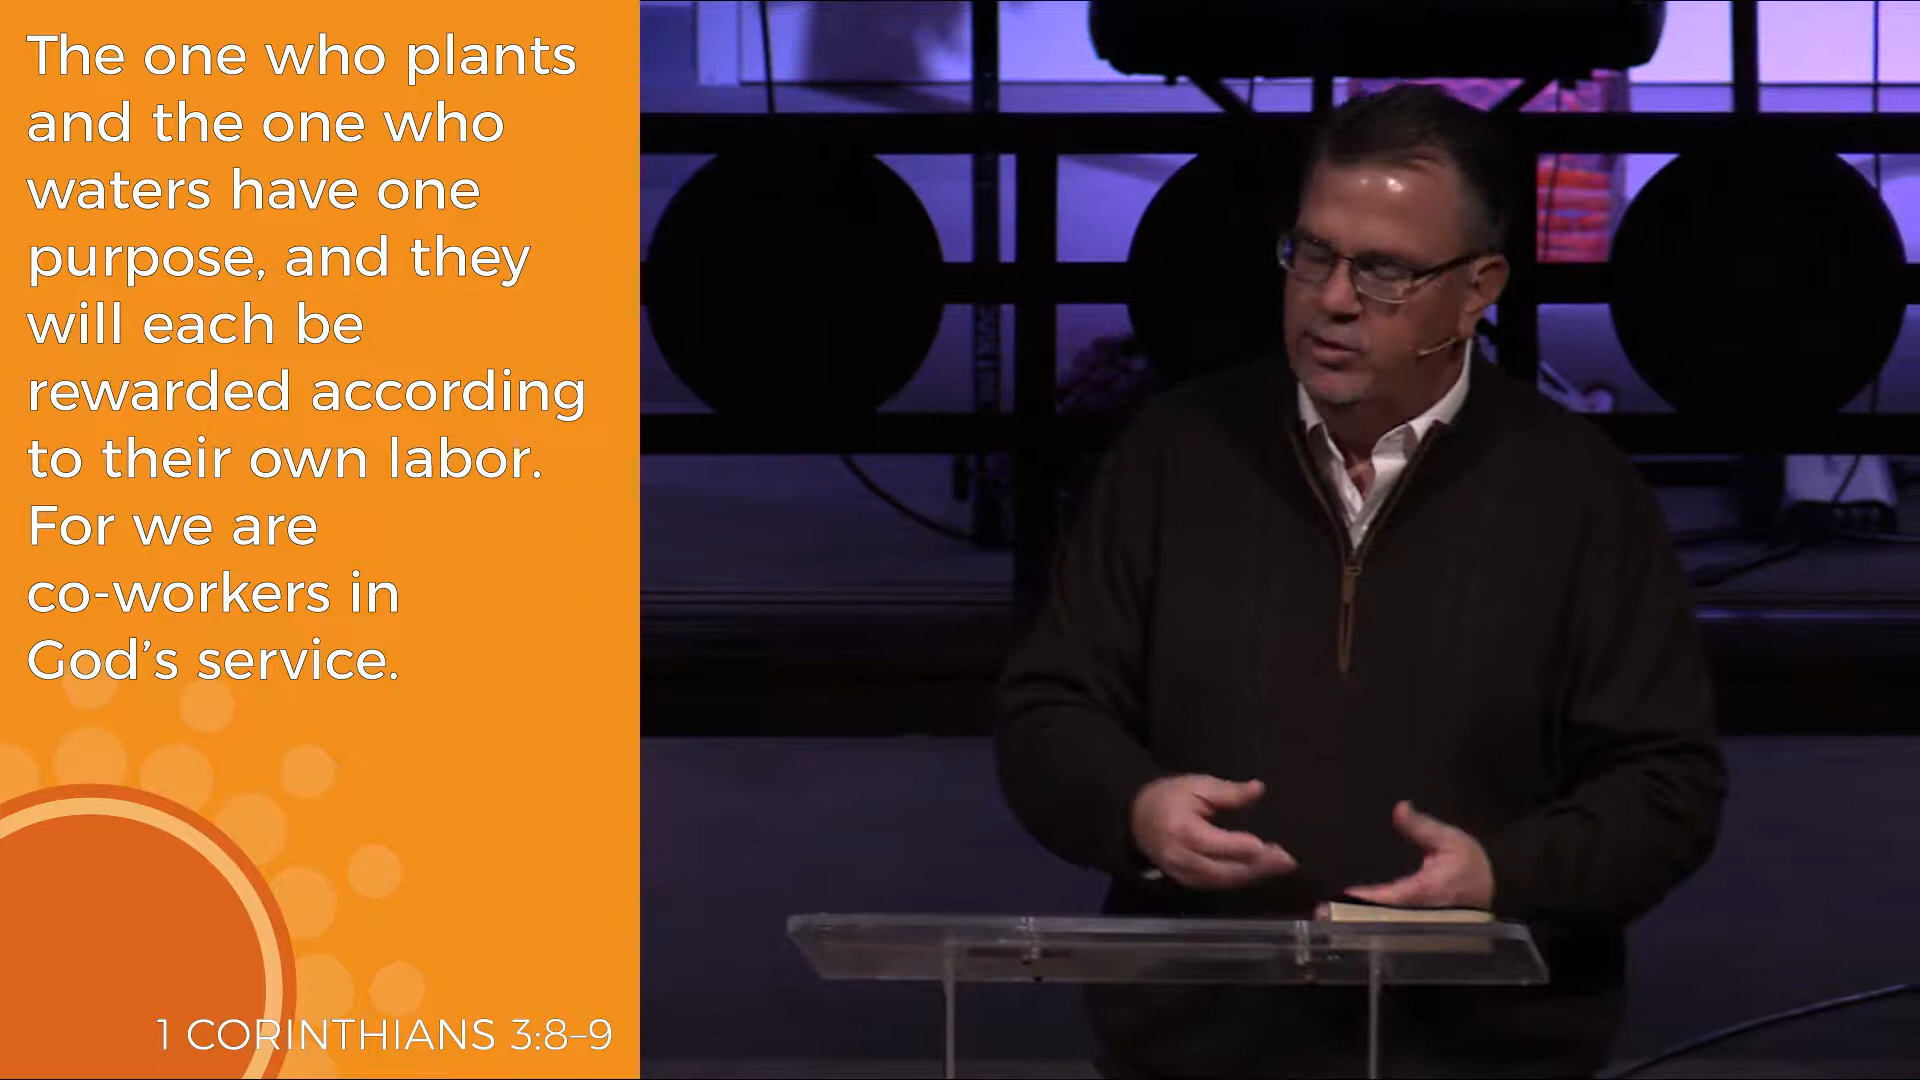 The one who plants
and the one who
waters have one
purpose, and they
will each be
rewarded according
to their own labor.
For we are
co-workers in
God’s service.
1 CORINTHIANS 3:8–9